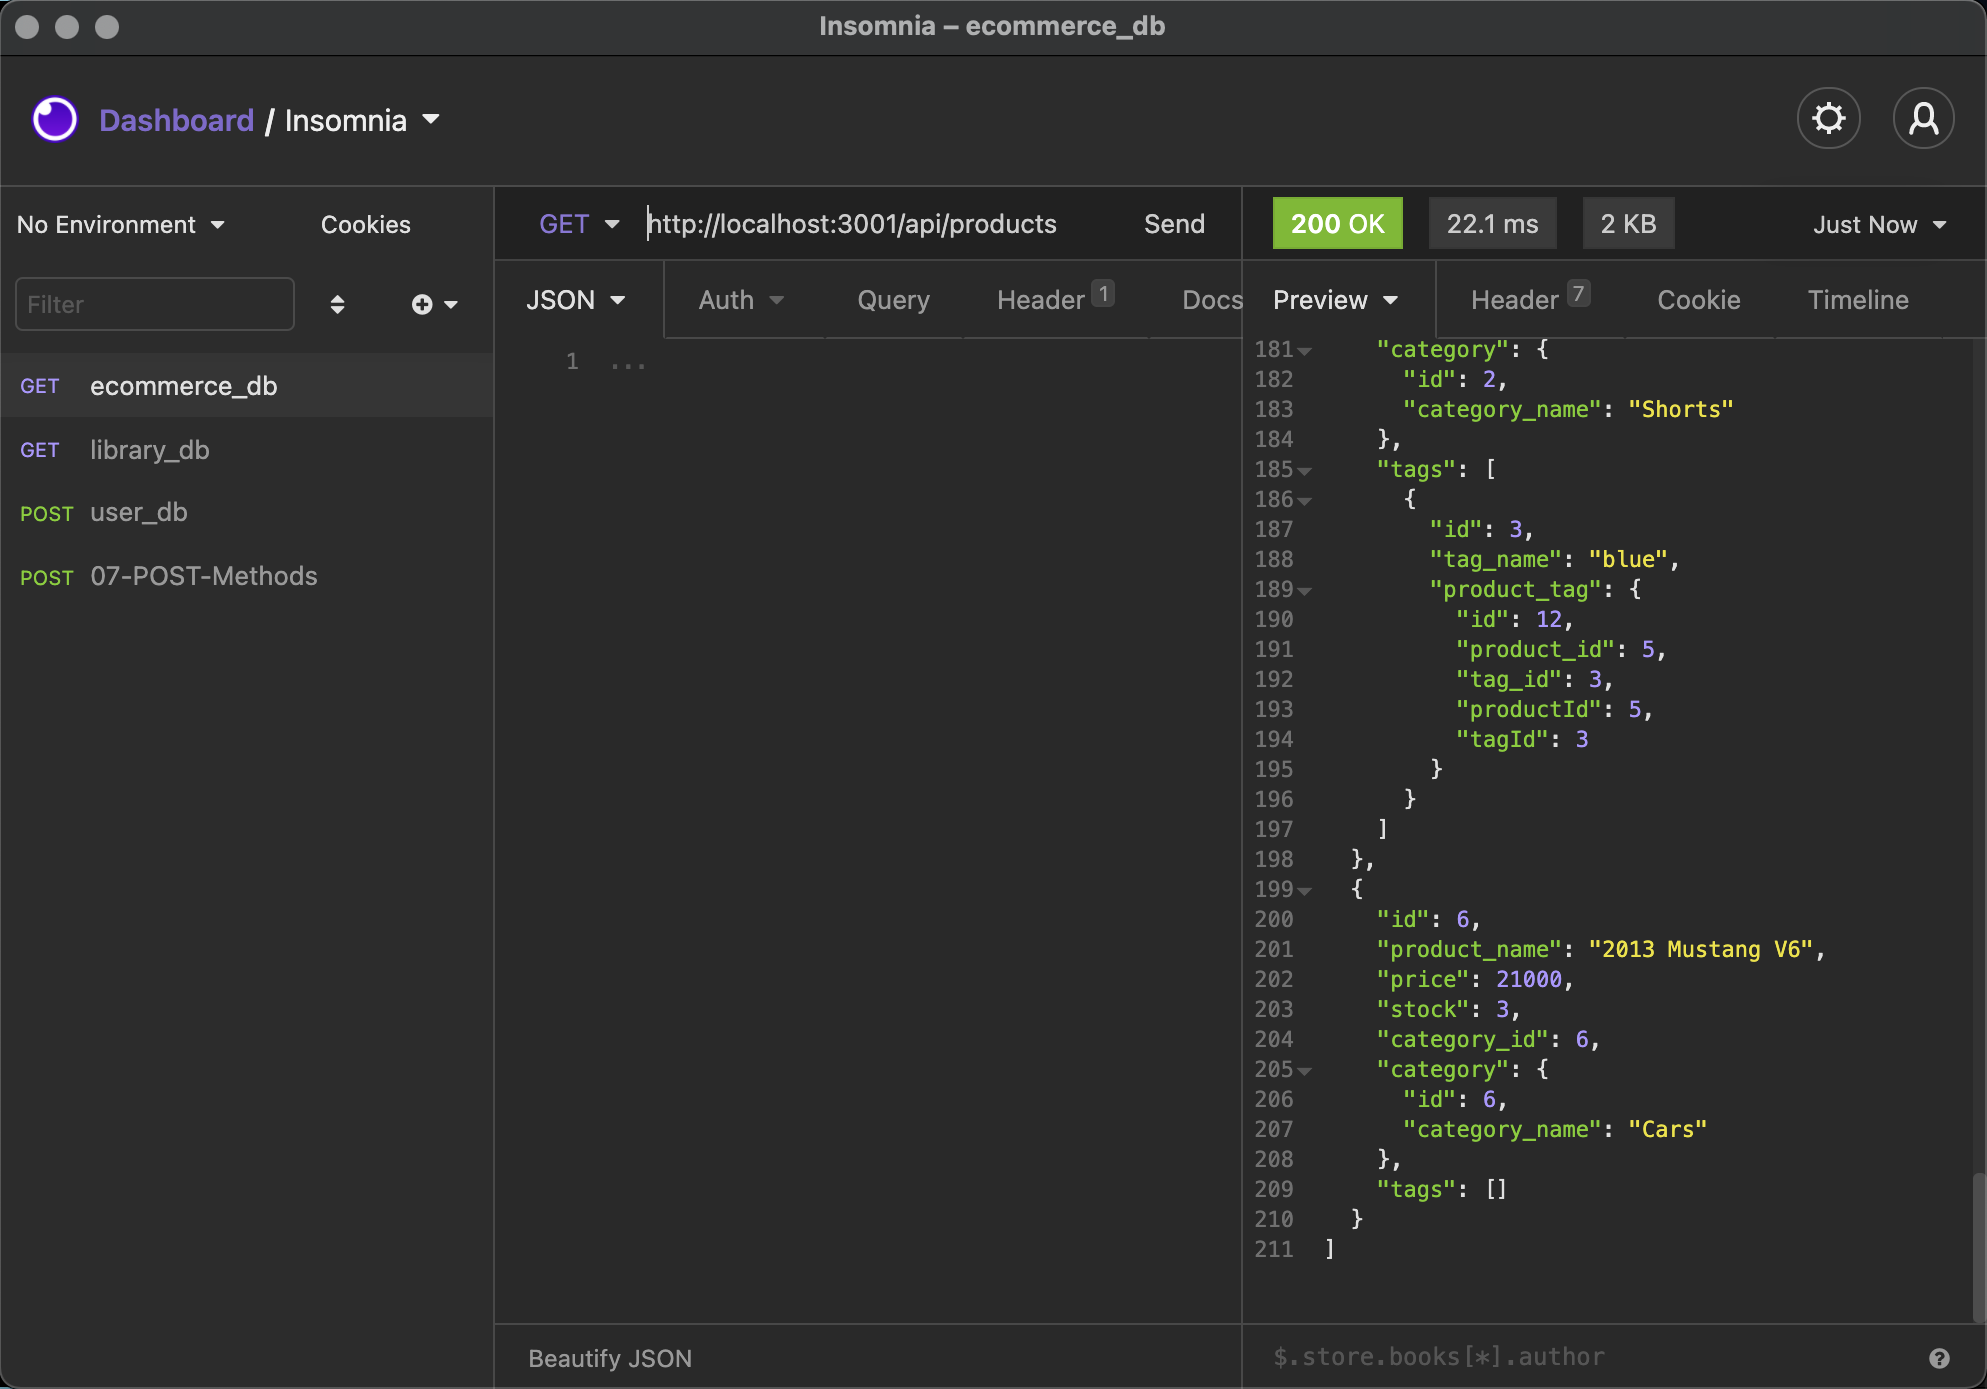 Insomnia – ecommerce_db
Dashboard / Insomnia
No Environment
Cookies
Filter
GET ecommerce_db
GET library_db
POST user_db
POST 07-POST-Methods
GET http://localhost:3001/api/products Send
JSON Auth Query Header 1 Docs
1 ...
Beautify JSON
200 OK 22.1 ms 2 KB Just Now
Preview Header 7 Cookie Timeline
181 "category": {
182 "id": 2,
183 "category_name": "Shorts"
184 },
185 "tags": [
186 {
187 "id": 3,
188 "tag_name": "blue",
189 "product_tag": {
190 "id": 12,
191 "product_id": 5,
192 "tag_id": 3,
193 "productId": 5,
194 "tagId": 3
195 }
196 }
197 ]
198 },
199 {
200 "id": 6,
201 "product_name": "2013 Mustang V6",
202 "price": 21000,
203 "stock": 3,
204 "category_id": 6,
205 "category": {
206 "id": 6,
207 "category_name": "Cars"
208 },
209 "tags": []
210 }
211 ]
$.store.books[*].author
?